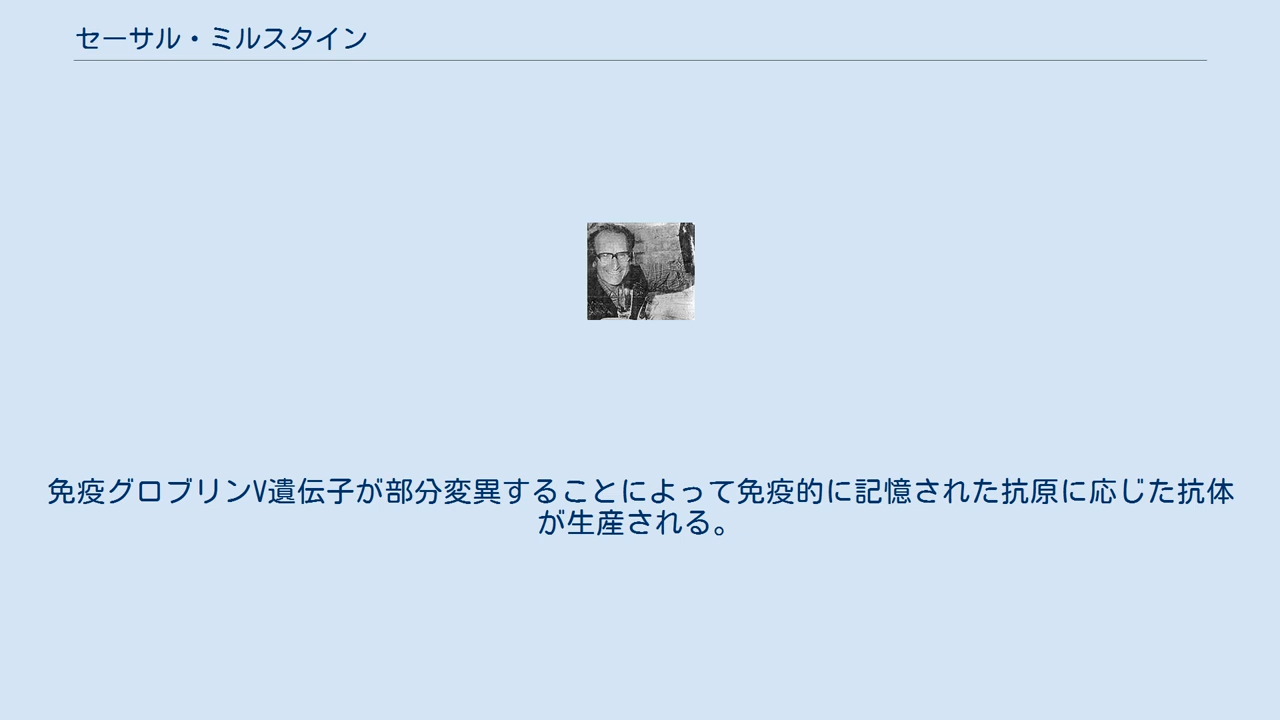 セーサル・ミルスタイン
免疫グロブリンV遺伝子が部分変異することによって免疫的に記憶された抗原に応じた抗体
が生産される。